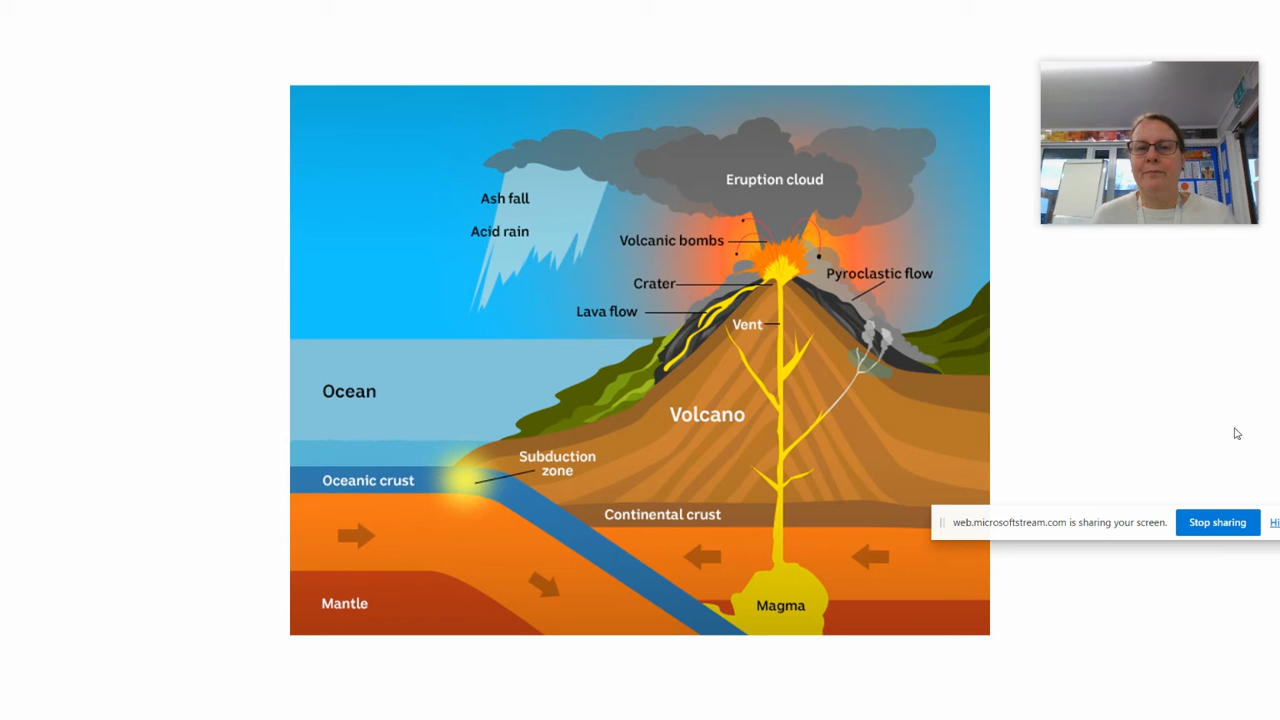 Eruption cloud
Ash fall
Acid rain
Volcanic bombs
Pyroclastic flow
Crater
Lava flow
Vent
Ocean
Volcano
Subduction
zone
Oceanic crust
Continental crust
Mantle
Magma
web.microsoftstream.com is sharing your screen.
Stop sharing
Hi